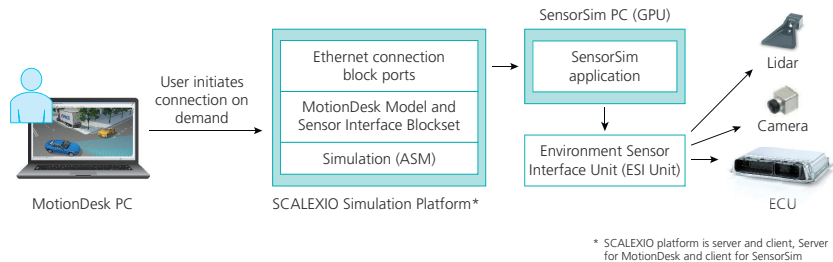 SensorSim PC (GPU)
Ethernet connection
block ports
SensorSim
application
Lidar
User initiates
connection on
demand
MotionDesk Model and
Sensor Interface Blockset
Camera
Simulation (ASM)
Environment Sensor
Interface Unit (ESI Unit)
MotionDesk PC
SCALEXIO Simulation Platform*
ECU
* SCALEXIO platform is server and client, Server
for MotionDesk and client for SensorSim